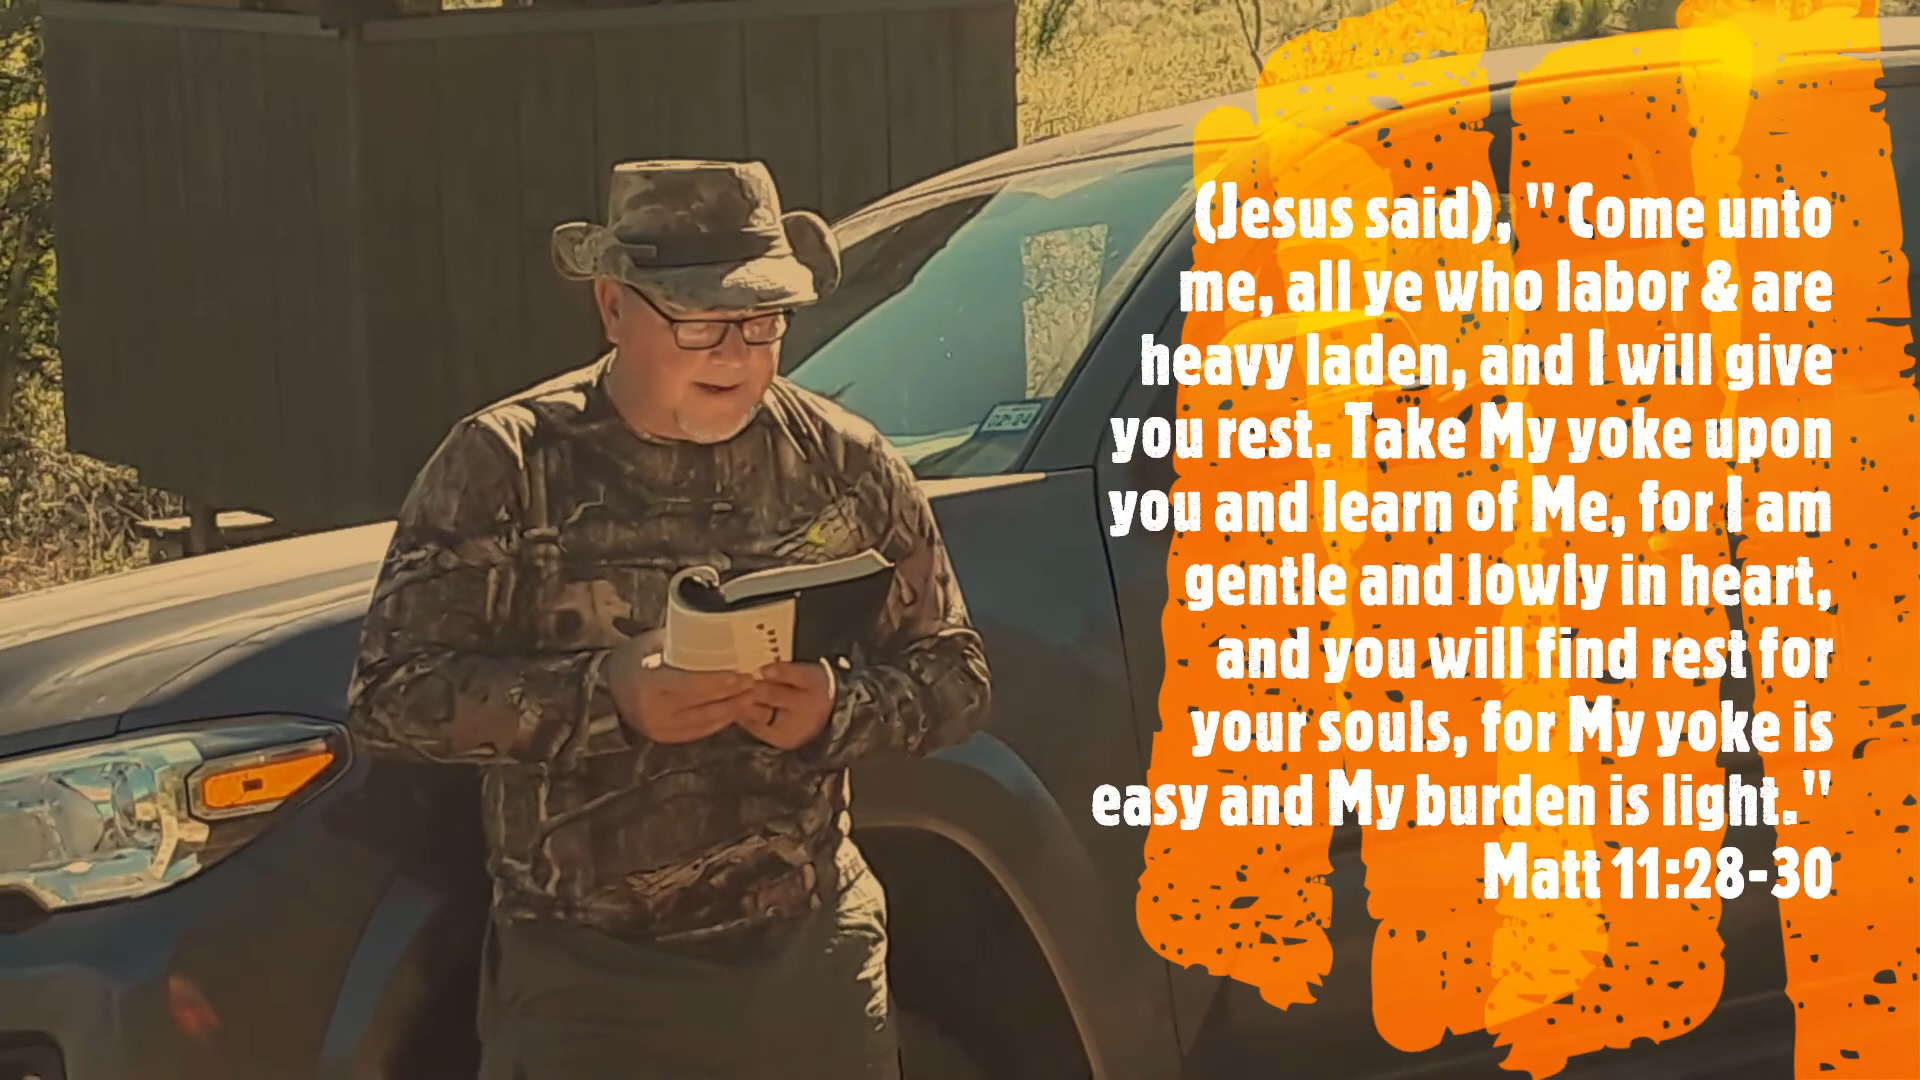 (Jesus said), " Come unto
me, all ye who labor & are
heavy laden, and I will give
you rest. Take My yoke upon
you and learn of Me, for I am
gentle and lowly in heart,
and you will find rest for
your souls, for My yoke is
easy and My burden is light."
Matt 11:28-30